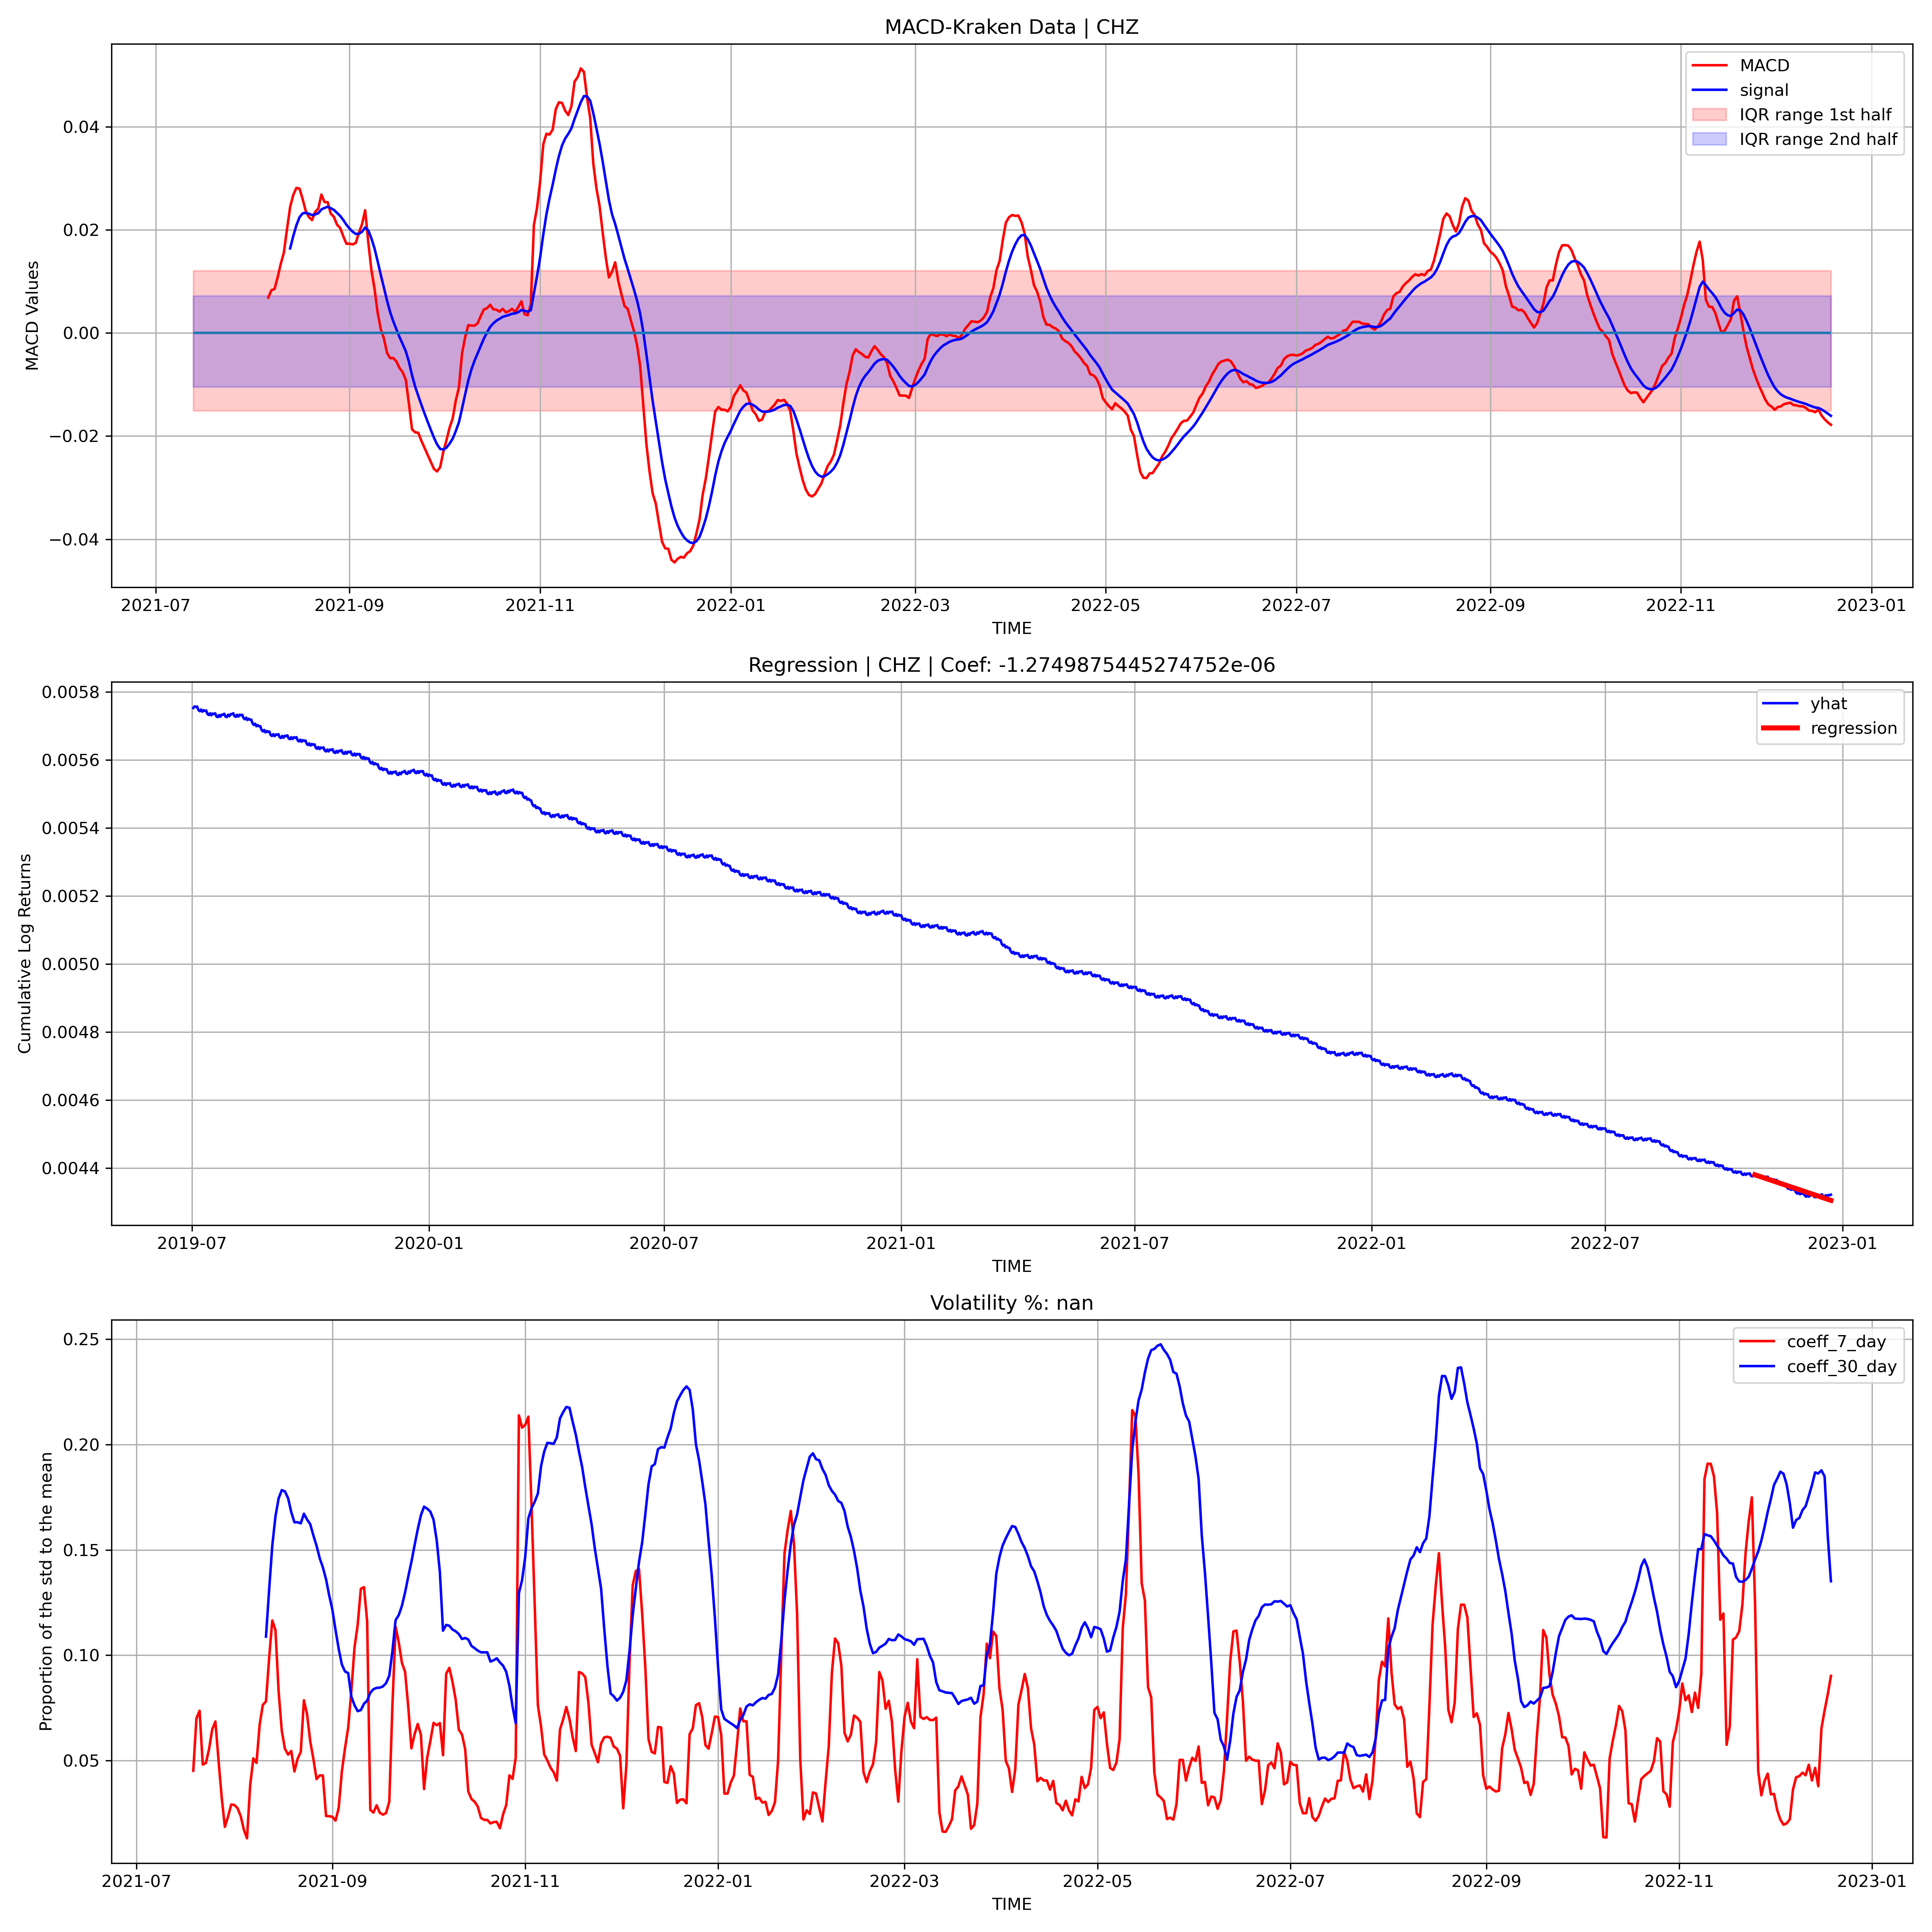 MACD-Kraken Data | CHZ
MACD Values
0.04
0.02
0.00
−0.02
−0.04
MACD
signal
IQR range 1st half
IQR range 2nd half
2021-07 2021-09 2021-11 2022-01 2022-03 2022-05 2022-07 2022-09 2022-11 2023-01
TIME
Regression | CHZ | Coef: -1.2749875445274752e-06
Cumulative Log Returns
0.0058
0.0056
0.0054
0.0052
0.0050
0.0048
0.0046
0.0044
yhat
regression
2019-07 2020-01 2020-07 2021-01 2021-07 2022-01 2022-07 2023-01
TIME
Volatility %: nan
Proportion of the std to the mean
0.25
0.20
0.15
0.10
0.05
coeff_7_day
coeff_30_day
2021-07 2021-09 2021-11 2022-01 2022-03 2022-05 2022-07 2022-09 2022-11 2023-01
TIME